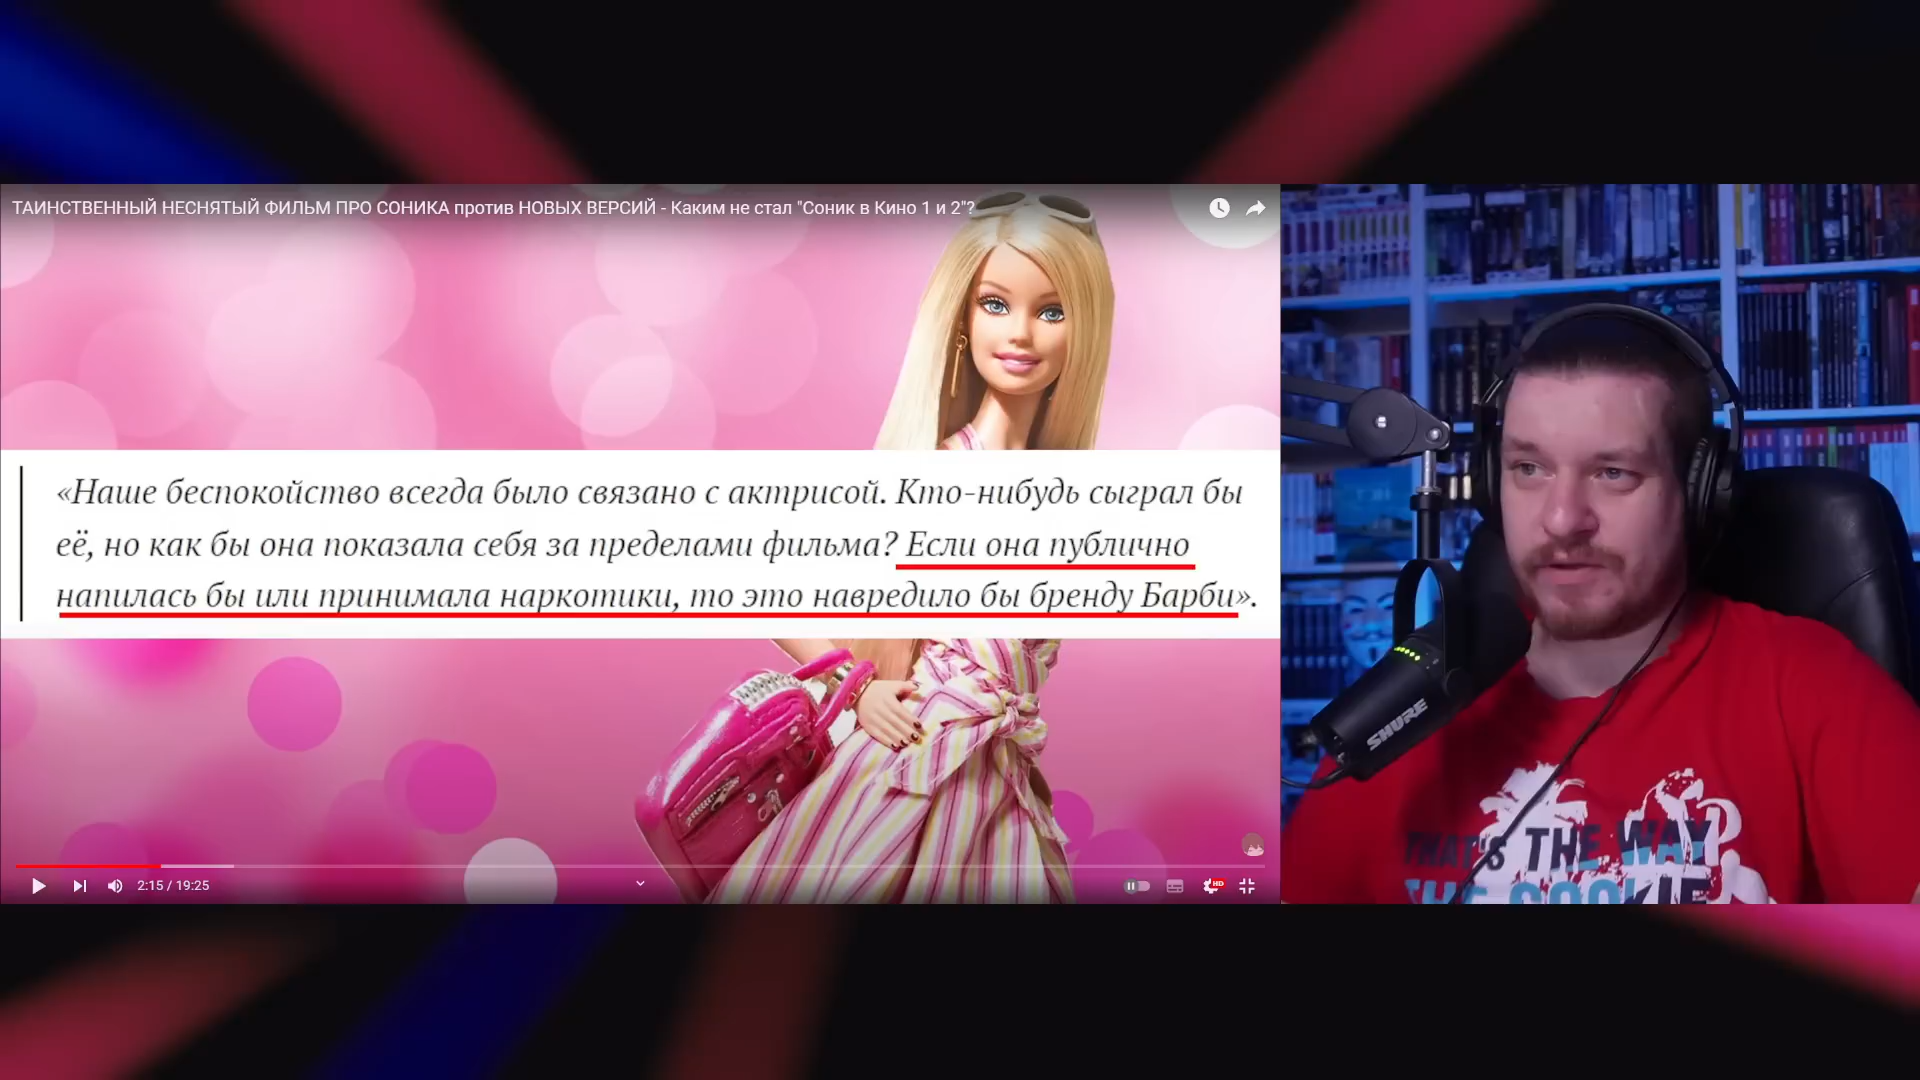 ТАИНСТВЕННЫЙ НЕСНЯТЫЙ ФИЛЬМ ПРО СОНИКА против НОВЫХ ВЕРСИЙ - Каким не стал "Соник в Кино 1 и 2"?
«Наше беспокойство всегда было связано с актрисой. Кто-нибудь сыграл бы
её, но как бы она показала себя за пределами фильма? Если она публично
напилась бы или принимала наркотики, то это навредило бы бренду Барби».
2:15 / 19:25
HD
SHURE
THAT'S THE WAY
THE COOKIE